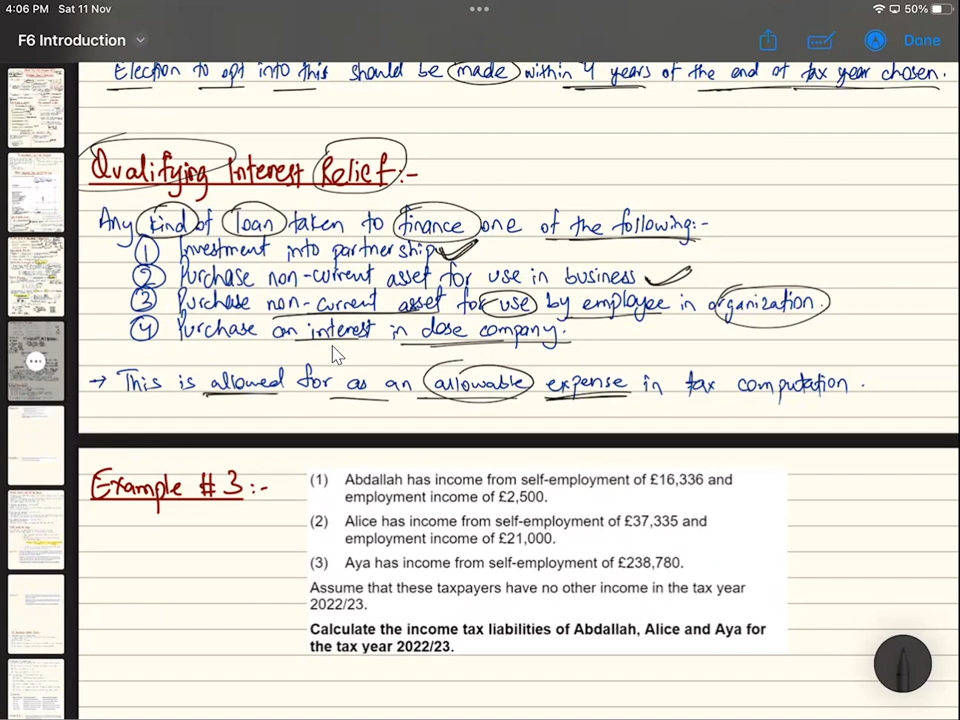 4:06 PM Sat 11 Nov
50%
F6 Introduction
Done
Election to opt into this should be made within 4 years of the end of tax year chosen.
Qualifying Interest Relief:-
Any kind of loan taken to finance one of the following:-
① Investment into partnership
② Purchase non-current asset for use in business
③ Purchase non-current asset for use by employee in organization.
④ Purchase an interest in close company.
→ This is allowed for as an allowable expense in tax computation.
Example #3:-
(1) Abdallah has income from self-employment of £16,336 and
employment income of £2,500.
(2) Alice has income from self-employment of £37,335 and
employment income of £21,000.
(3) Aya has income from self-employment of £238,780.
Assume that these taxpayers have no other income in the tax year
2022/23.
Calculate the income tax liabilities of Abdallah, Alice and Aya for
the tax year 2022/23.